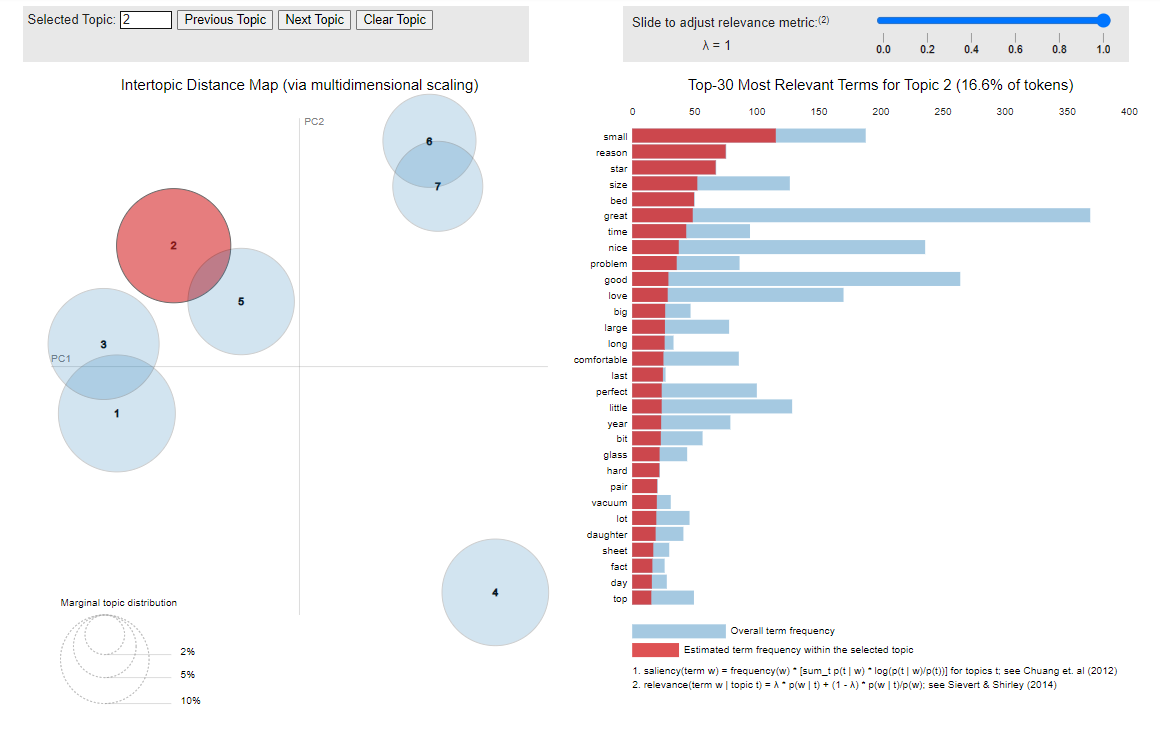 Selected Topic: 2 Previous Topic Next Topic Clear Topic
Slide to adjust relevance metric:(2)
λ = 1
0.0 0.2 0.4 0.6 0.8 1.0
Intertopic Distance Map (via multidimensional scaling)
PC2
6
7
2
5
3
PC1
1
4
Marginal topic distribution
2%
5%
10%
Top-30 Most Relevant Terms for Topic 2 (16.6% of tokens)
0 50 100 150 200 250 300 350 400
small
reason
star
size
bed
great
time
nice
problem
good
love
big
large
long
comfortable
last
perfect
little
year
bit
glass
hard
pair
vacuum
lot
daughter
sheet
fact
day
top
Overall term frequency
Estimated term frequency within the selected topic
1. saliency(term w) = frequency(w) * [sum_t p(t | w) * log(p(t | w)/p(t))] for topics t; see Chuang et. al (2012)
2. relevance(term w | topic t) = λ * p(w | t) + (1 - λ) * p(w | t)/p(w); see Sievert & Shirley (2014)